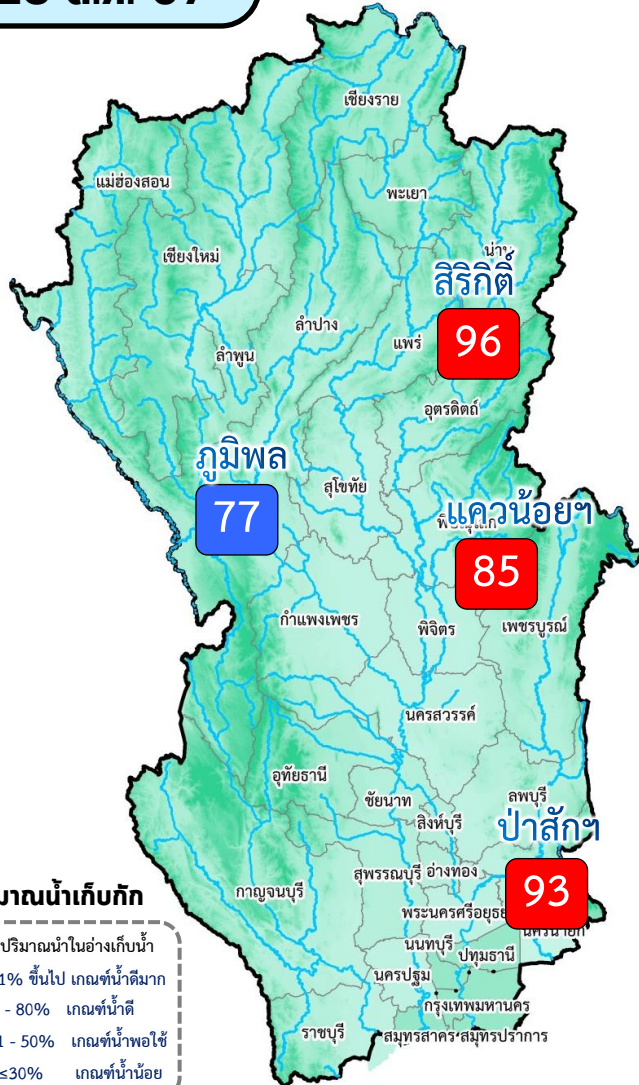 เชียงราย
แม่ฮ่องสอน
พะเยา
น่าน
เชียงใหม่
สิริกิติ์
96
ลำปาง
แพร่
ลำพูน
อุตรดิตถ์
ภูมิพล
77
สุโขทัย
แควน้อยฯ
85
กำแพงเพชร
พิจิตร
เพชรบูรณ์
นครสวรรค์
อุทัยธานี
ชัยนาท
ลพบุรี
สิงห์บุรี
ป่าสักฯ
93
สุพรรณบุรี
อ่างทอง
กาญจนบุรี
นนทบุรี
ปทุมธานี
นครปฐม
กรุงเทพมหานคร
ราชบุรี
สมุทรสาคร
สมุทรปราการ
น้ำเก็บกัก
ปริมาณน้ำในอ่างเก็บน้ำ
1% ขึ้นไป เกณฑ์น้ำดีมาก
- 80% เกณฑ์น้ำดี
- 50% เกณฑ์น้ำพอใช้
≤30% เกณฑ์น้ำน้อย